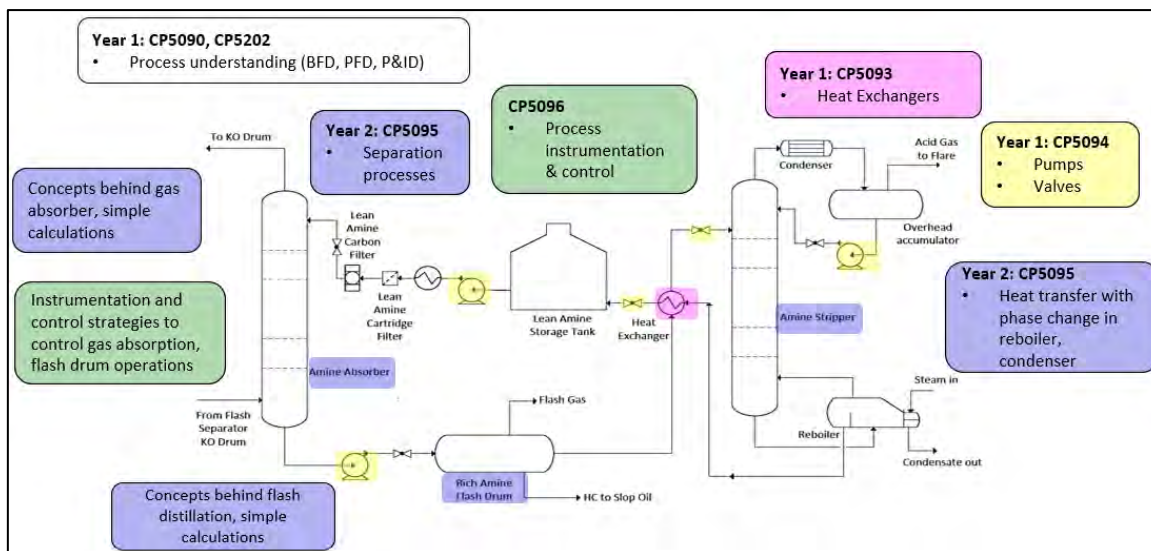 Year 1: CP5090, CP5202
• Process understanding (BFD, PFD, P&ID)
Year 1: CP5093
• Heat Exchangers
CP5096
• Process
instrumentation
& control
Year 2: CP5095
• Separation
processes
Year 1: CP5094
• Pumps
• Valves
To KO Drum
Condenser
Acid Gas
to Flare
Concepts behind gas
absorber, simple
calculations
Lean
Amine
Carbon
Filter
Overhead
accumulator
Instrumentation and
control strategies to
control gas absorption,
flash drum operations
Lean
Amine
Cartridge
Filter
Lean Amine
Storage Tank
Heat
Exchanger
Amine Stripper
Year 2: CP5095
• Heat transfer with
phase change in
reboiler,
condenser
Amine Absorber
From Flash
Separator
KO Drum
Flash Gas
Steam in
Reboiler
Condensate out
Rich Amine
Flash Drum
HC to Slop Oil
Concepts behind flash
distillation, simple
calculations